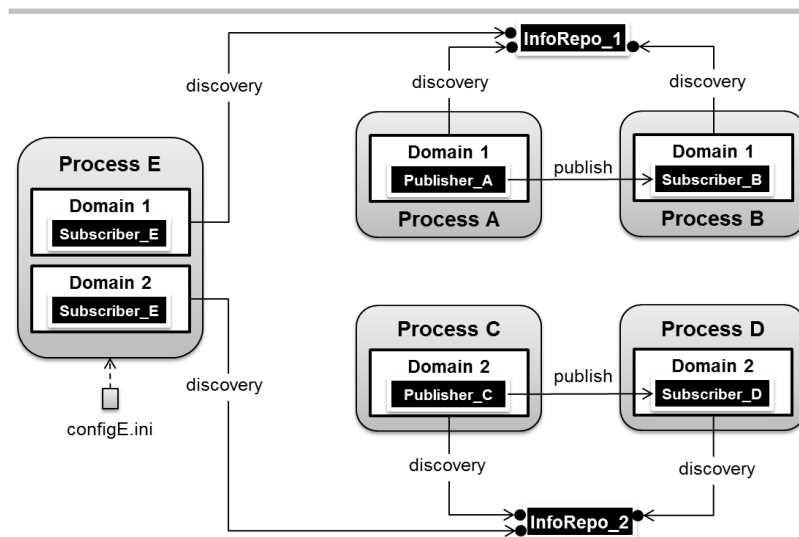 InfoRepo_1
discovery
discovery
discovery
Process E
Domain 1
Subscriber_E
Domain 2
Subscriber_E
configE.ini
discovery
Domain 1
Publisher_A
Process A
publish
Domain 1
Subscriber_B
Process B
Process C
Domain 2
Publisher_C
publish
Process D
Domain 2
Subscriber_D
discovery
discovery
InfoRepo_2